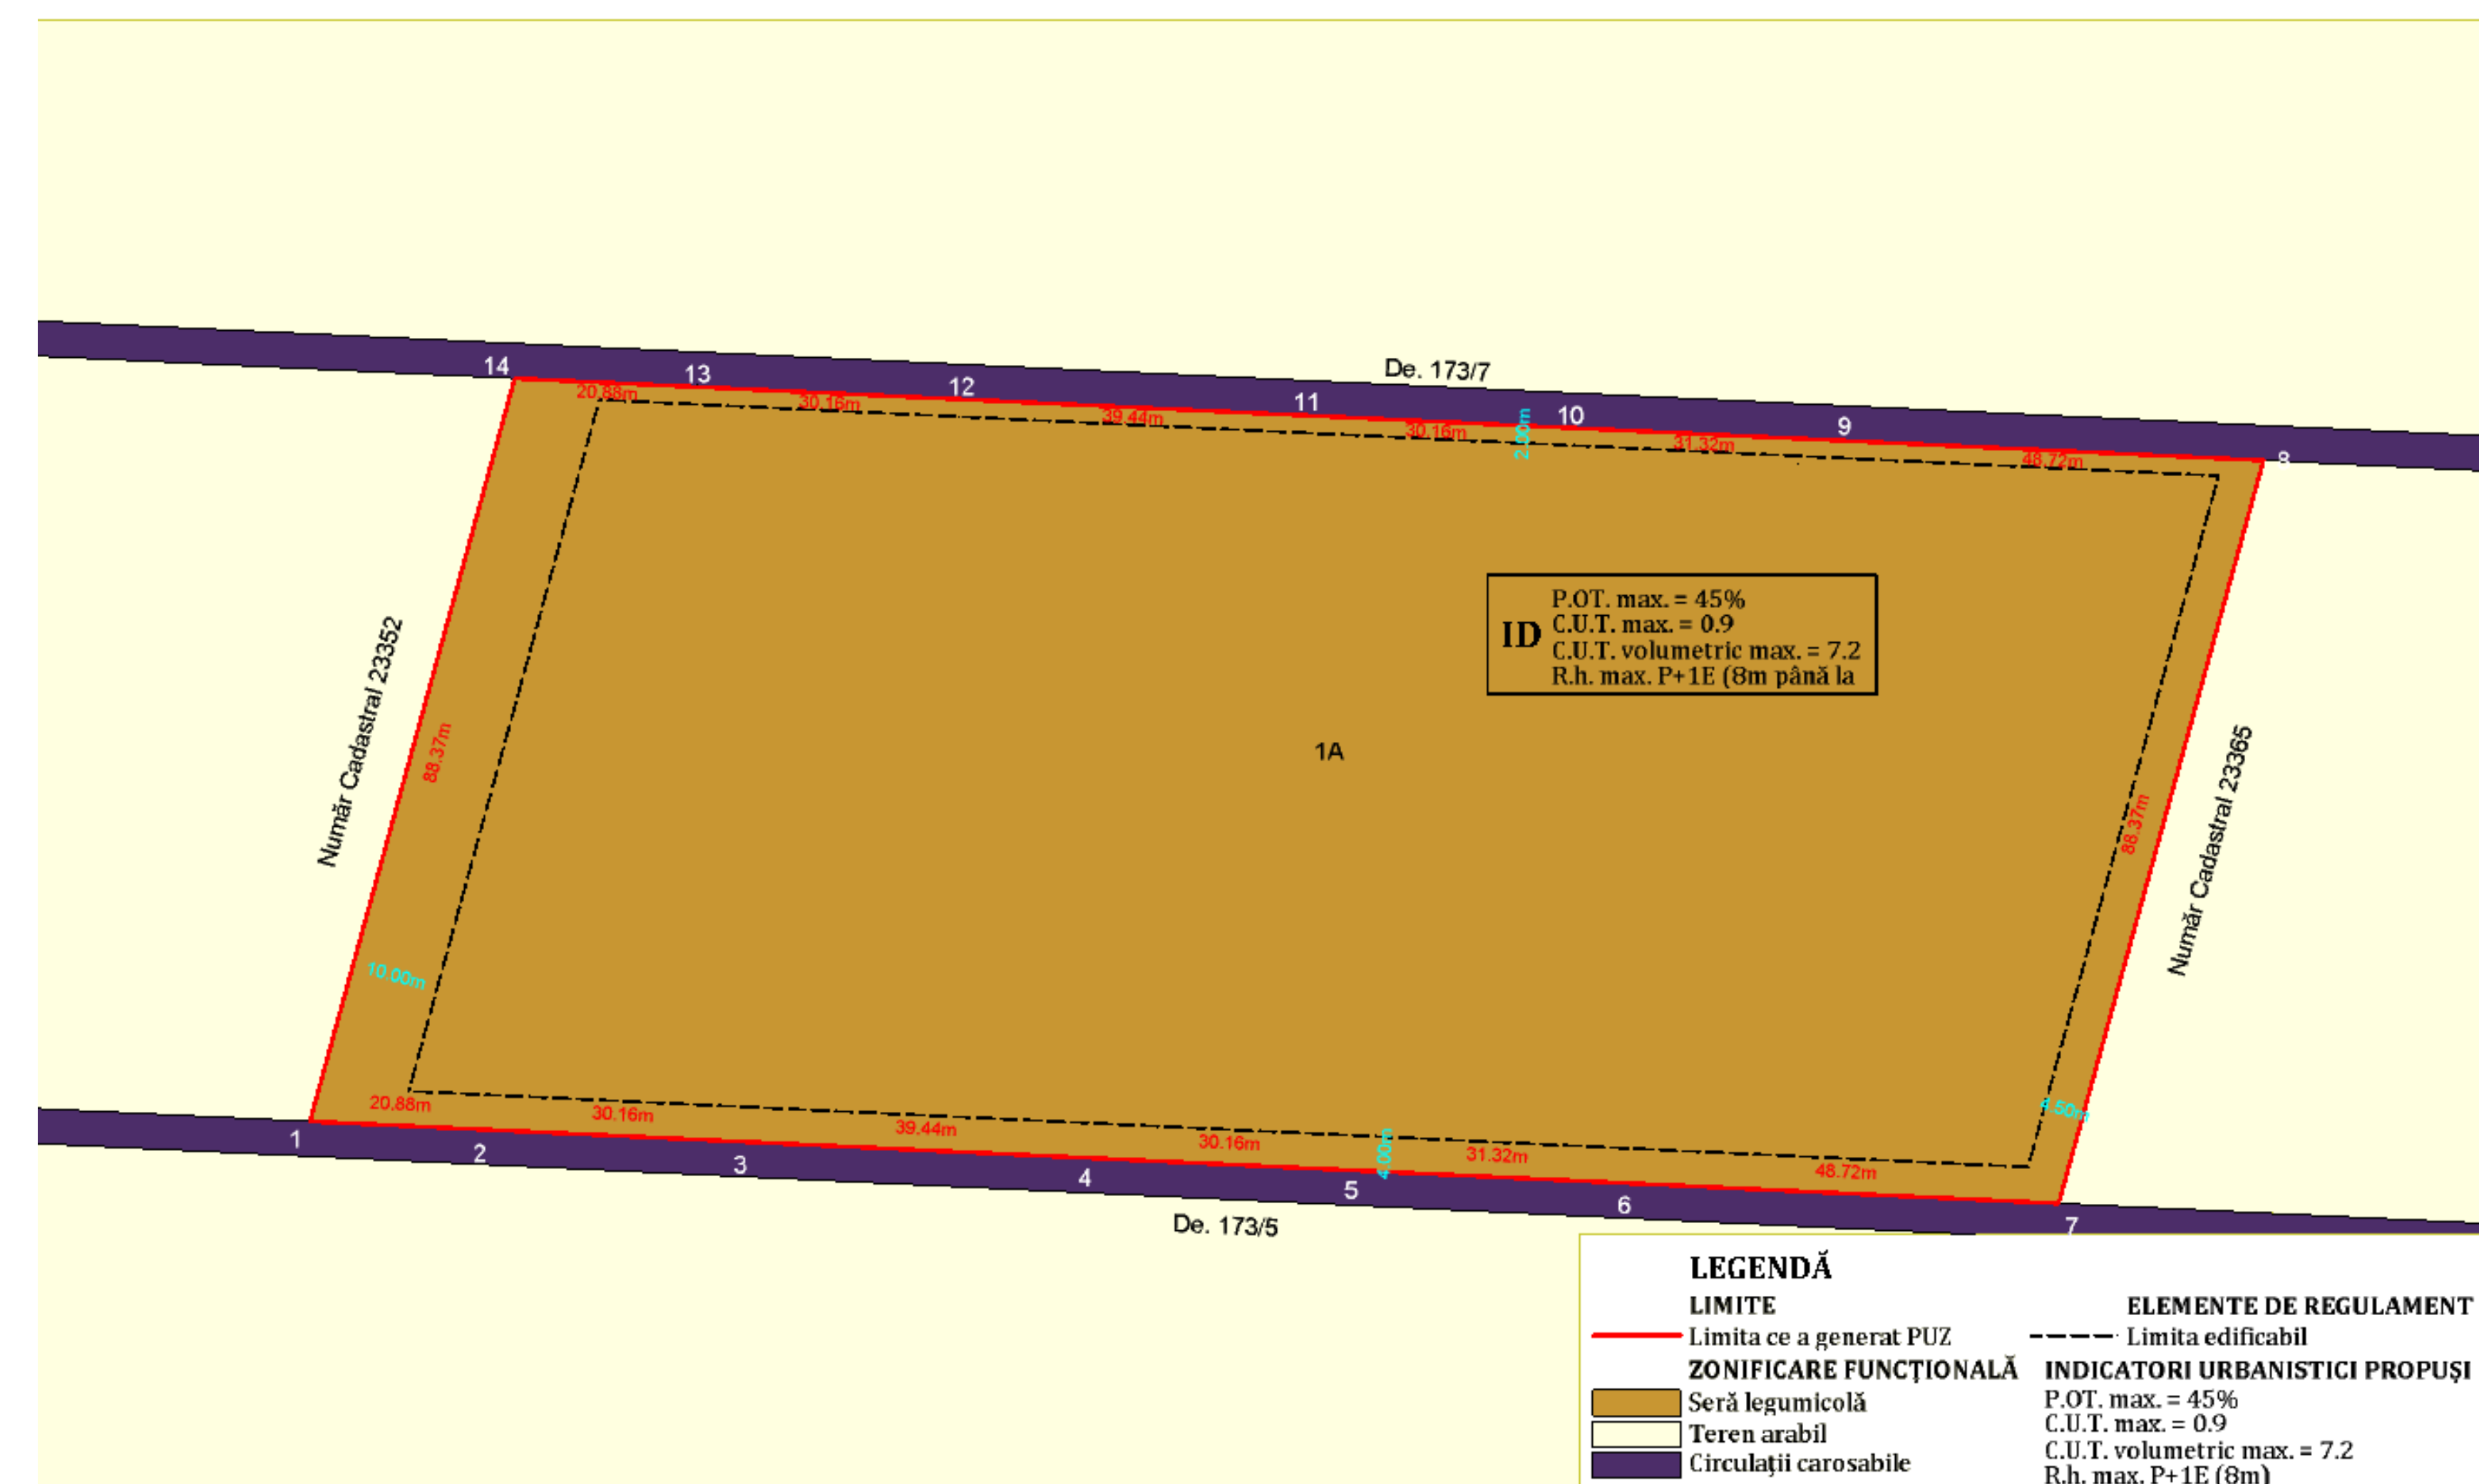 De. 173/7
14
13
12
11
10
9
8
20.88m
30.16m
39.44m
30.16m
2.00m
31.32m
48.72m
ID
P.OT. max. = 45%
C.U.T. max. = 0.9
C.U.T. volumetric max. = 7.2
R.h. max. P+1E (8m până la
Număr Cadastral 23352
88.37m
1A
88.37m
Număr Cadastral 23365
10.00m
4.50m
20.88m
30.16m
39.44m
30.16m
4.00m
31.32m
48.72m
1
2
3
4
5
6
7
De. 173/5
LEGENDĂ
LIMITE
Limita ce a generat PUZ
ZONIFICARE FUNCȚIONALĂ
Seră legumicolă
Teren arabil
Circulații carosabile
ELEMENTE DE REGULAMENT
Limita edificabil
INDICATORI URBANISTICI PROPUȘI
P.OT. max. = 45%
C.U.T. max. = 0.9
C.U.T. volumetric max. = 7.2
R.h. max. P+1E (8m)